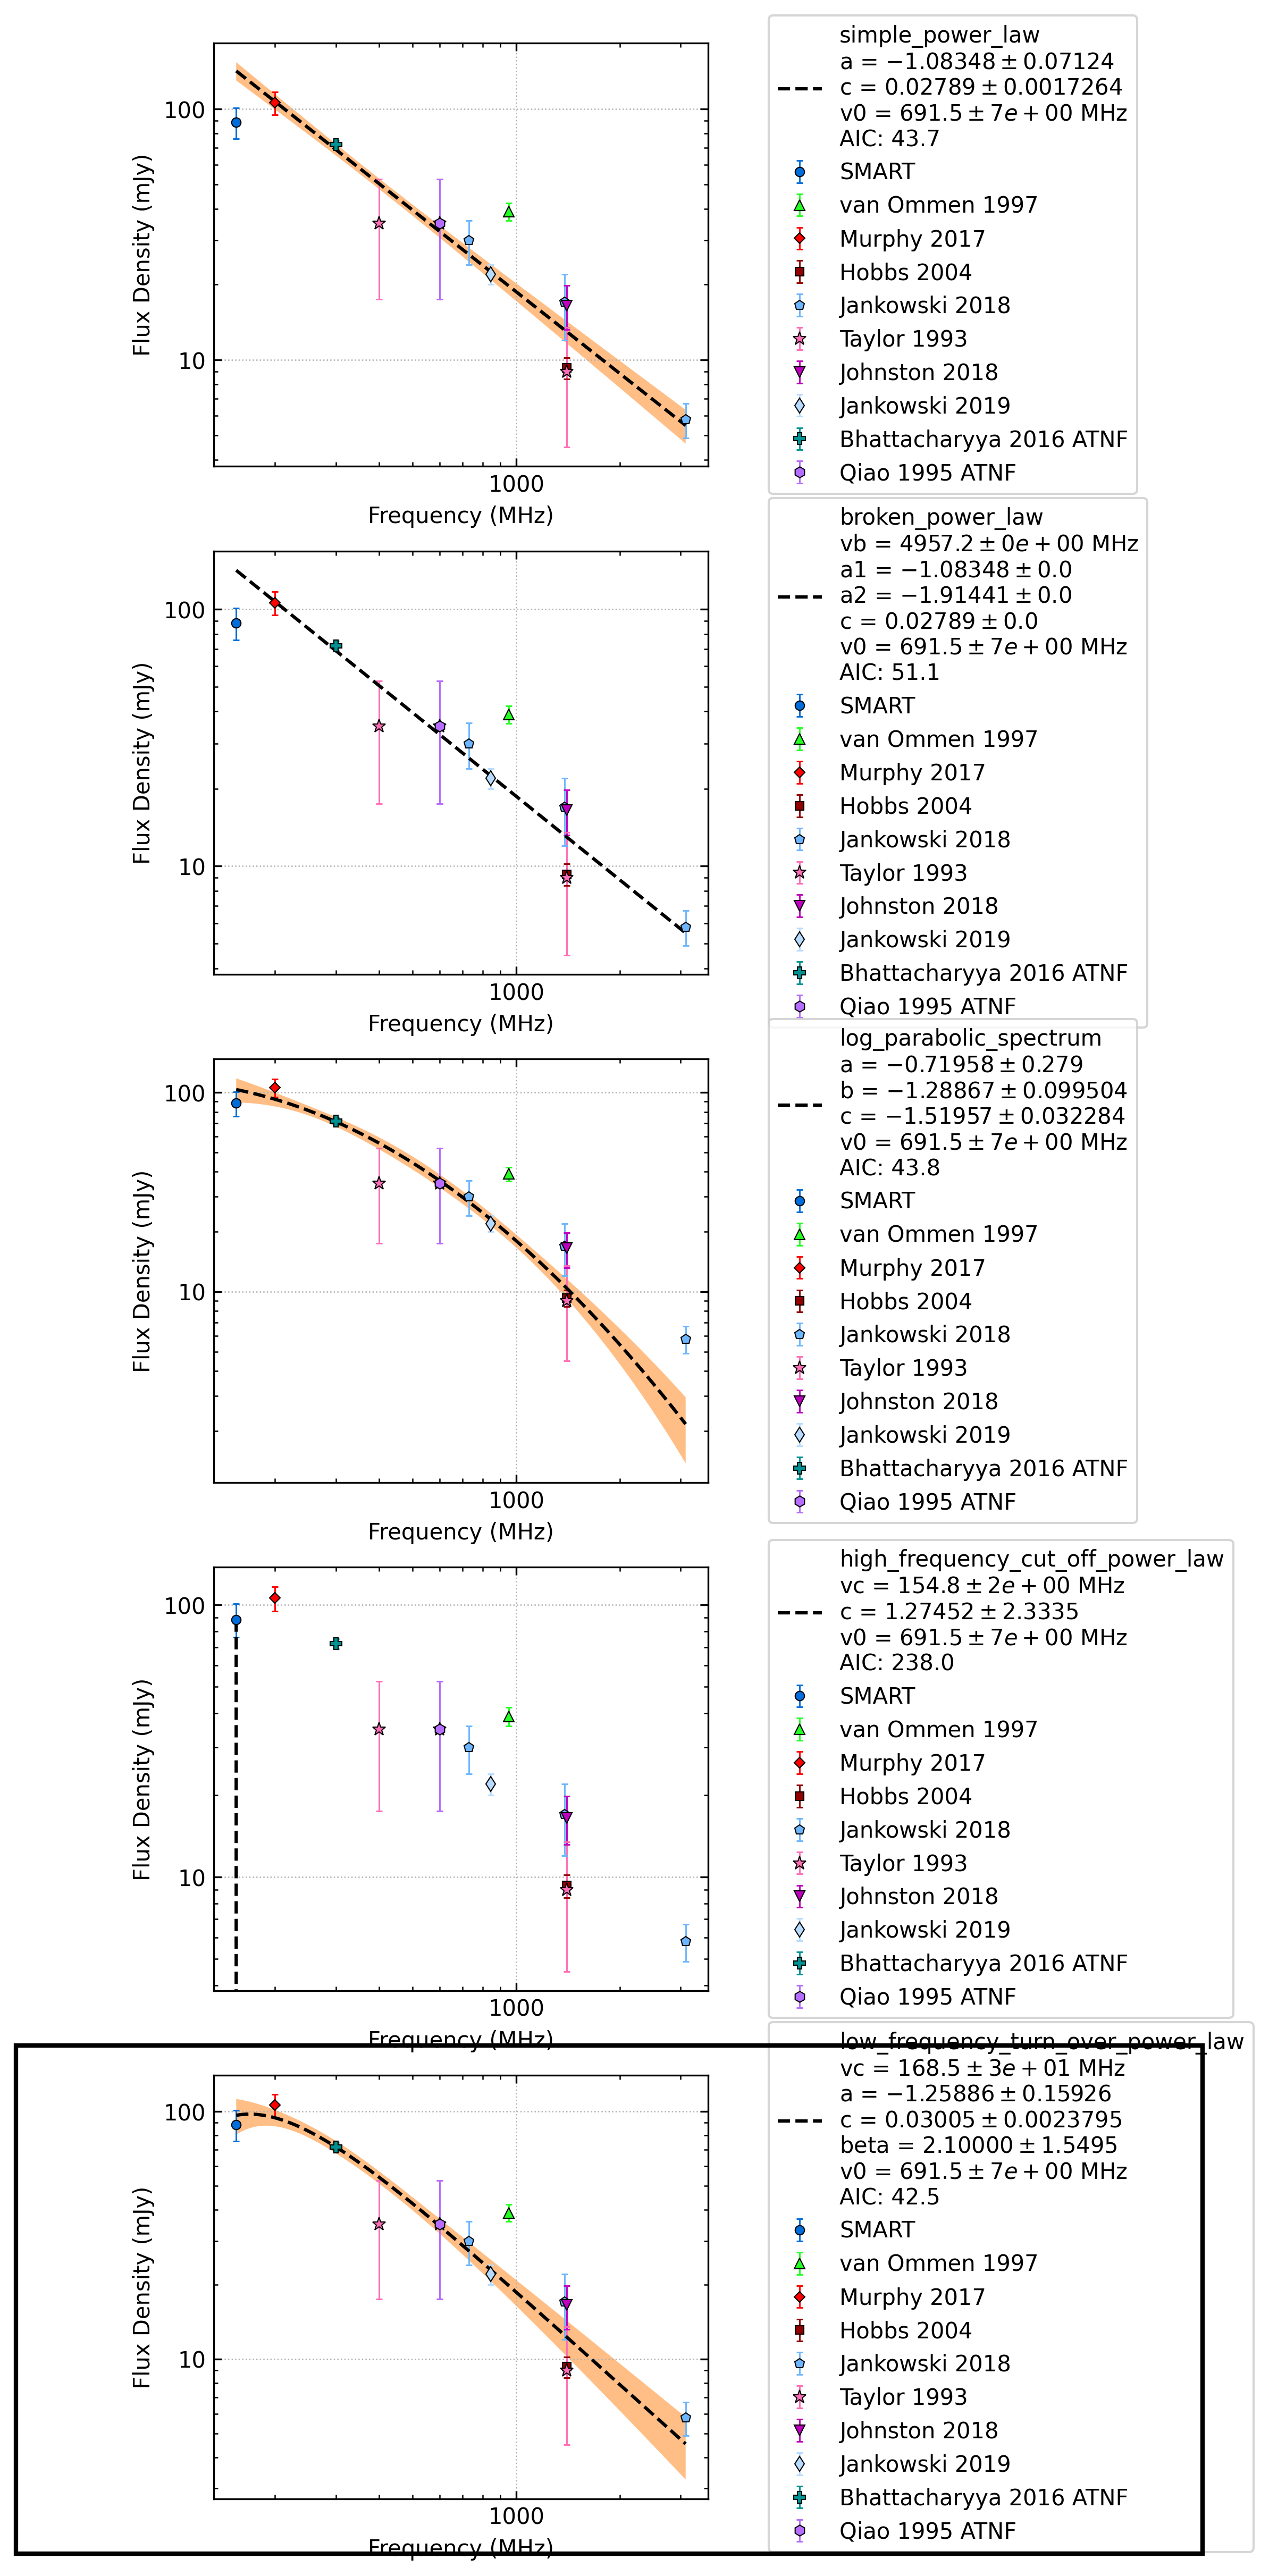 100
10
1000
Flux Density (mJy)
Frequency (MHz)
simple_power_law
a = −1.08348 ± 0.07124
c = 0.02789 ± 0.0017264
v0 = 691.5 ± 7e + 00 MHz
AIC: 43.7
SMART
van Ommen 1997
Murphy 2017
Hobbs 2004
Jankowski 2018
Taylor 1993
Johnston 2018
Jankowski 2019
Bhattacharyya 2016 ATNF
Qiao 1995 ATNF
100
10
1000
Flux Density (mJy)
Frequency (MHz)
broken_power_law
vb = 4957.2 ± 0e + 00 MHz
a1 = −1.08348 ± 0.0
a2 = −1.91441 ± 0.0
c = 0.02789 ± 0.0
v0 = 691.5 ± 7e + 00 MHz
AIC: 51.1
SMART
van Ommen 1997
Murphy 2017
Hobbs 2004
Jankowski 2018
Taylor 1993
Johnston 2018
Jankowski 2019
Bhattacharyya 2016 ATNF
Qiao 1995 ATNF
100
10
1000
Flux Density (mJy)
Frequency (MHz)
log_parabolic_spectrum
a = −0.71958 ± 0.279
b = −1.28867 ± 0.099504
c = −1.51957 ± 0.032284
v0 = 691.5 ± 7e + 00 MHz
AIC: 43.8
SMART
van Ommen 1997
Murphy 2017
Hobbs 2004
Jankowski 2018
Taylor 1993
Johnston 2018
Jankowski 2019
Bhattacharyya 2016 ATNF
Qiao 1995 ATNF
100
10
1000
Flux Density (mJy)
Frequency (MHz)
high_frequency_cut_off_power_law
vc = 154.8 ± 2e + 00 MHz
c = 1.27452 ± 2.3335
v0 = 691.5 ± 7e + 00 MHz
AIC: 238.0
SMART
van Ommen 1997
Murphy 2017
Hobbs 2004
Jankowski 2018
Taylor 1993
Johnston 2018
Jankowski 2019
Bhattacharyya 2016 ATNF
Qiao 1995 ATNF
100
10
1000
Flux Density (mJy)
Frequency (MHz)
low_frequency_turn_over_power_law
vc = 168.5 ± 3e + 01 MHz
a = −1.25886 ± 0.15926
c = 0.03005 ± 0.0023795
beta = 2.10000 ± 1.5495
v0 = 691.5 ± 7e + 00 MHz
AIC: 42.5
SMART
van Ommen 1997
Murphy 2017
Hobbs 2004
Jankowski 2018
Taylor 1993
Johnston 2018
Jankowski 2019
Bhattacharyya 2016 ATNF
Qiao 1995 ATNF